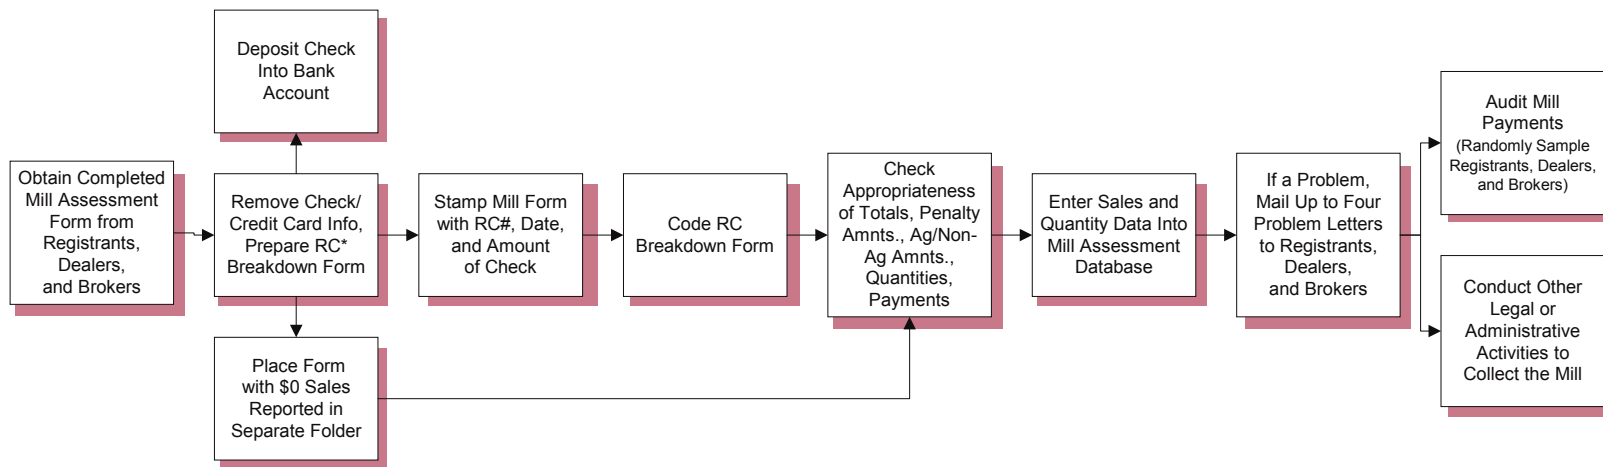 Deposit Check
Into Bank
Account
Obtain Completed
Mill Assessment
Form from
Registrants,
Dealers,
and Brokers
Remove Check/
Credit Card Info,
Prepare RC*
Breakdown Form
Place Form
with $0 Sales
Reported in
Separate Folder
Stamp Mill Form
with RC#, Date,
and Amount
of Check
Code RC
Breakdown Form
Check
Appropriateness
of Totals, Penalty
Amnts., Ag/Non-
Ag Amnts.,
Quantities,
Payments
Enter Sales and
Quantity Data Into
Mill Assessment
Database
If a Problem,
Mail Up to Four
Problem Letters
to Registrants,
Dealers,
and Brokers
Audit Mill
Payments
(Randomly Sample
Registrants, Dealers,
and Brokers)
Conduct Other
Legal or
Administrative
Activities to
Collect the Mill